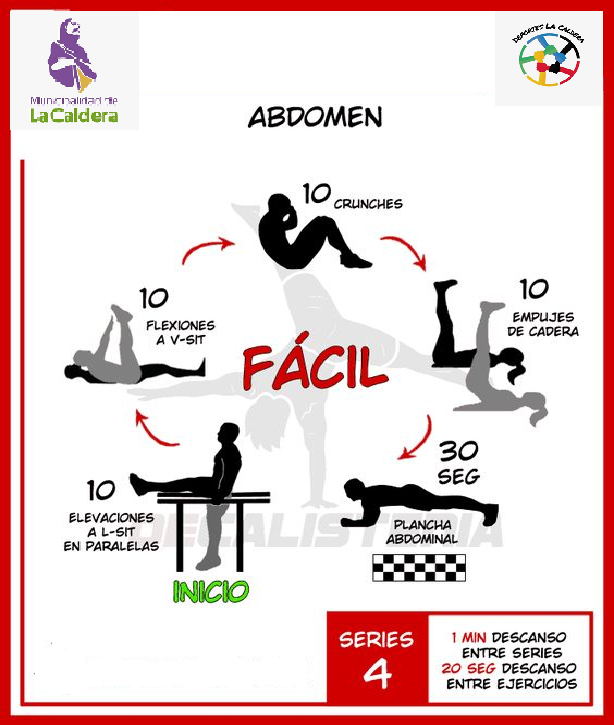 Municipalidad de
La Caldera
DEPORTES LA CALDERA
ABDOMEN
10 CRUNCHES
10
FLEXIONES
A V-SIT
10
EMPUJES
DE CADERA
FÁCIL
30
SEG
10
ELEVACIONES
A L-SIT
EN PARALELAS
PLANCHA
ABDOMINAL
DECALISTENIA
INICIO
SERIES
4
1 MIN DESCANSO
ENTRE SERIES
20 SEG DESCANSO
ENTRE EJERCICIOS